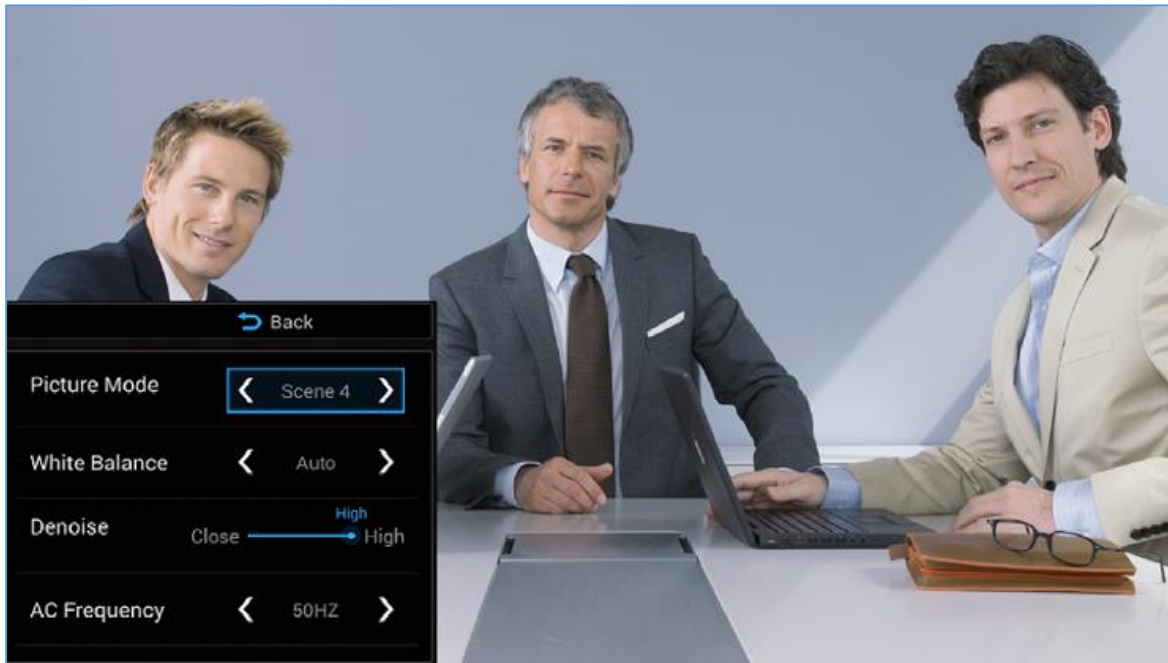 Back
Picture Mode
Scene 4
White Balance
Auto
High
Denoise
Close
High
AC Frequency
50HZ